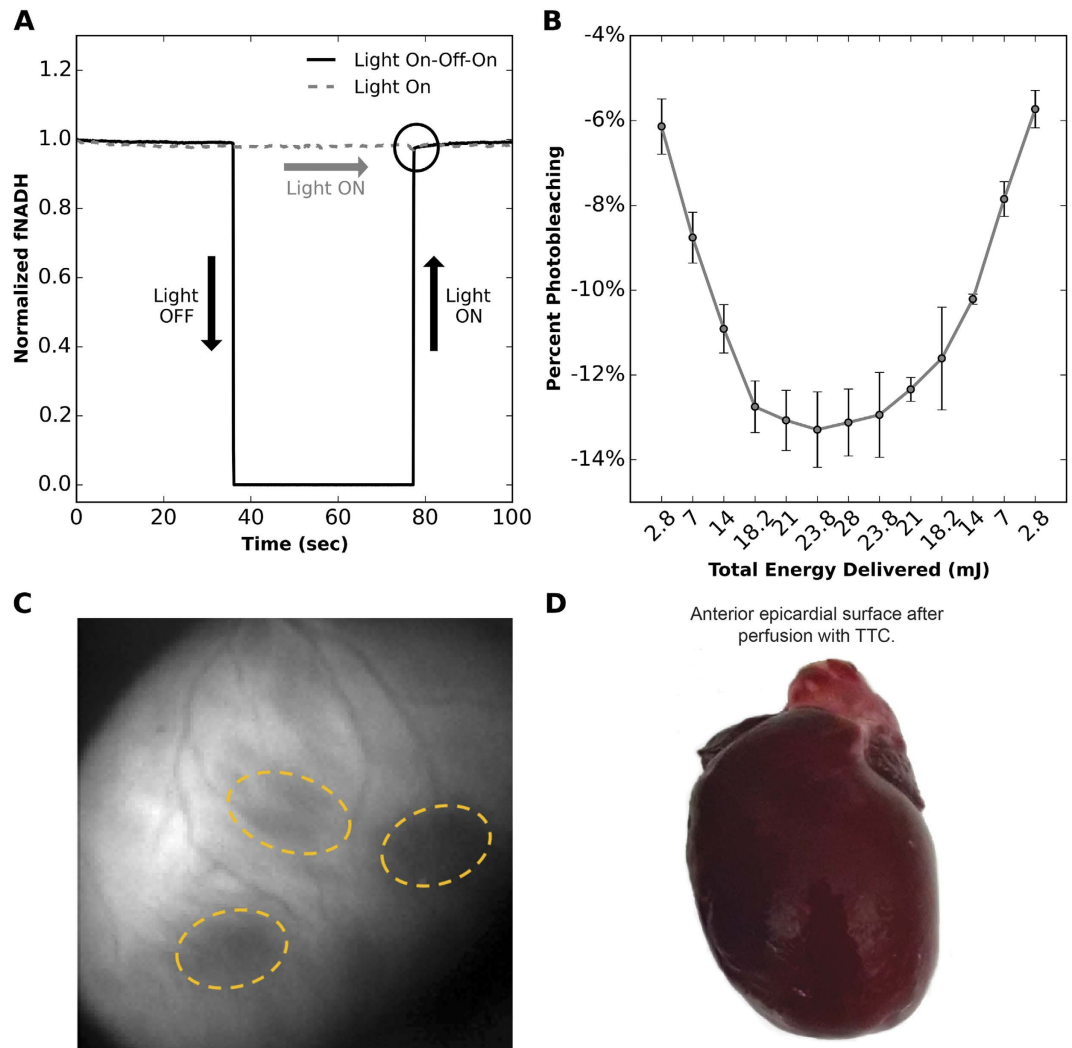 A
Light On-Off-On
Light On
Light ON
Light
OFF
Light
ON
Normalized fNADH
1.2
1.0
0.8
0.6
0.4
0.2
0.0
0
20
40
60
80
100
Time (sec)
B
Percent Photobleaching
-4%
-6%
-8%
-10%
-12%
-14%
2.8
7
14
18.2
21
23.8
28
23.8
21
18.2
14
7
2.8
Total Energy Delivered (mJ)
C
D
Anterior epicardial surface after
perfusion with TTC.